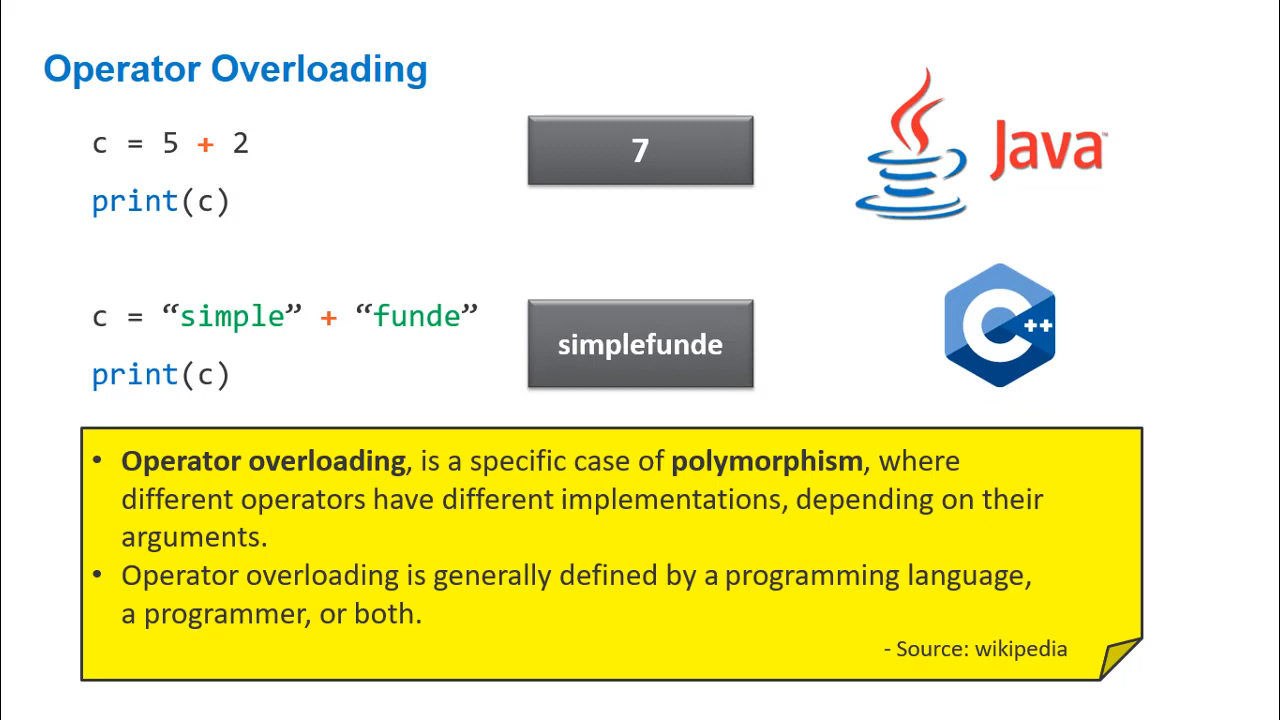 Operator Overloading
c = 5 + 2
print(c)
7
Java™
c = “simple” + “funde”
print(c)
simplefunde
C++
• Operator overloading, is a specific case of polymorphism, where
different operators have different implementations, depending on their
arguments.
• Operator overloading is generally defined by a programming language,
a programmer, or both.
- Source: wikipedia